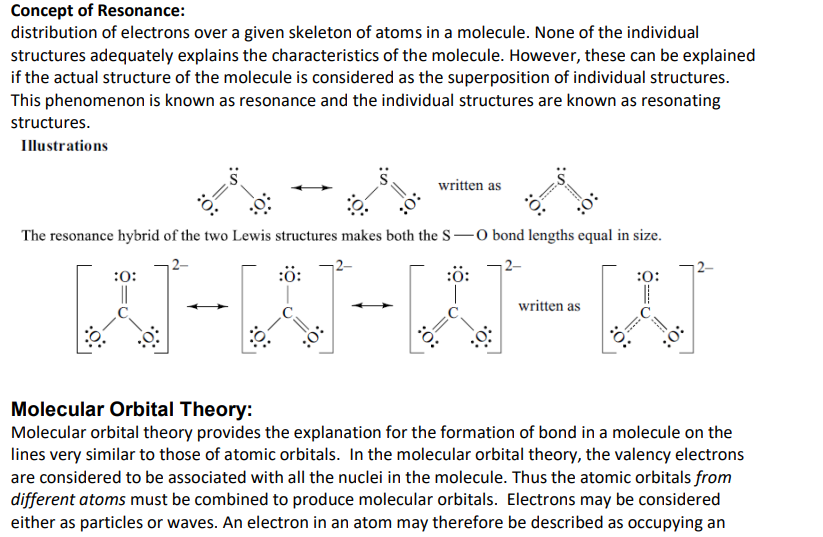 Concept of Resonance:
distribution of electrons over a given skeleton of atoms in a molecule. None of the individual
structures adequately explains the characteristics of the molecule. However, these can be explained
if the actual structure of the molecule is considered as the superposition of individual structures.
This phenomenon is known as resonance and the individual structures are known as resonating
structures.
Illustrations
S S written as S
:O: :O: :O: :O: :O: :O:
The resonance hybrid of the two Lewis structures makes both the S—O bond lengths equal in size.
2– 2– 2– 2–
:O: :Ö: :Ö: :O:
C C C written as C
:O: :O: :O: :O: :O: :O: :O: :O:
Molecular Orbital Theory:
Molecular orbital theory provides the explanation for the formation of bond in a molecule on the
lines very similar to those of atomic orbitals. In the molecular orbital theory, the valency electrons
are considered to be associated with all the nuclei in the molecule. Thus the atomic orbitals from
different atoms must be combined to produce molecular orbitals. Electrons may be considered
either as particles or waves. An electron in an atom may therefore be described as occupying an